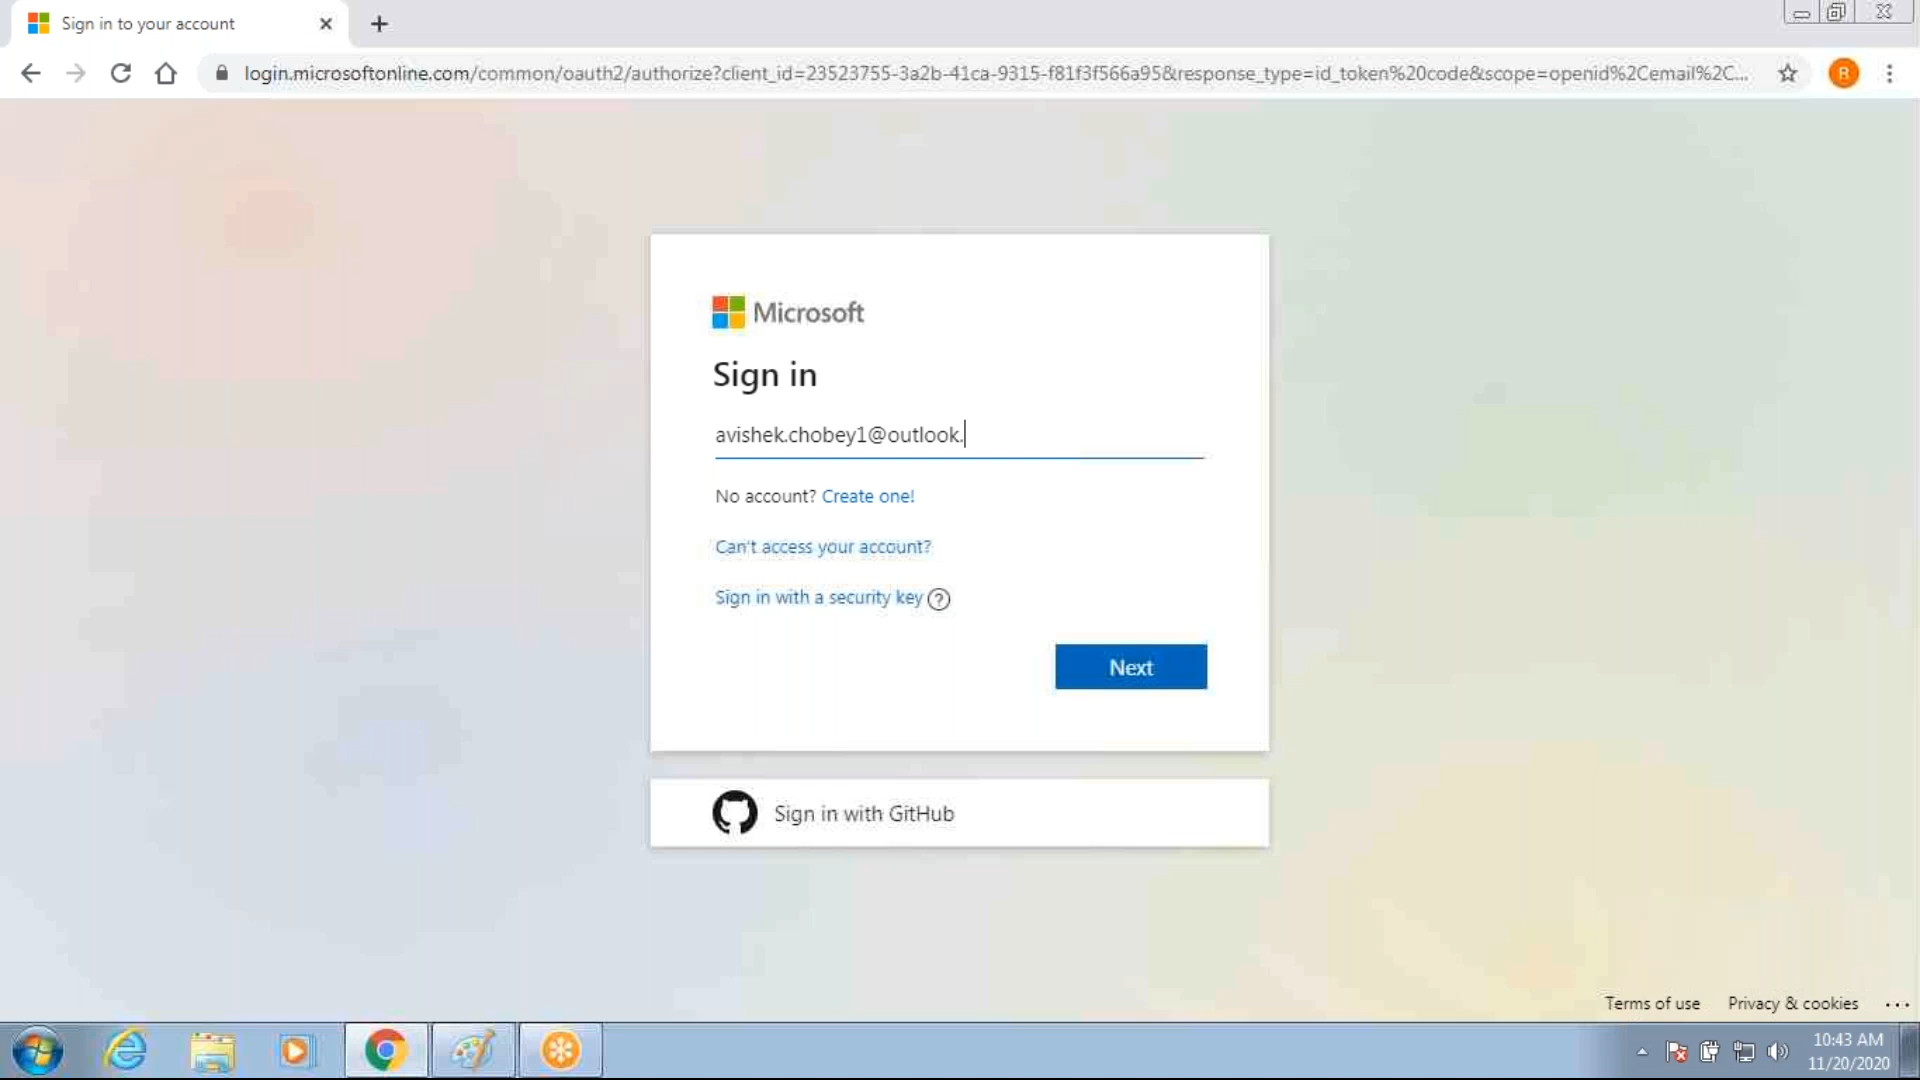 Sign in to your account
login.microsoftonline.com/common/oauth2/authorize?client_id=23523755-3a2b-41ca-9315-f81f3f566a95&response_type=id_token%20code&scope=openid%2Cemail%2C...
R
Microsoft
Sign in
avishek.chobey1@outlook.
No account? Create one!
Can't access your account?
Sign in with a security key ?
Next
Sign in with GitHub
Terms of use Privacy & cookies ...
10:43 AM
11/20/2020